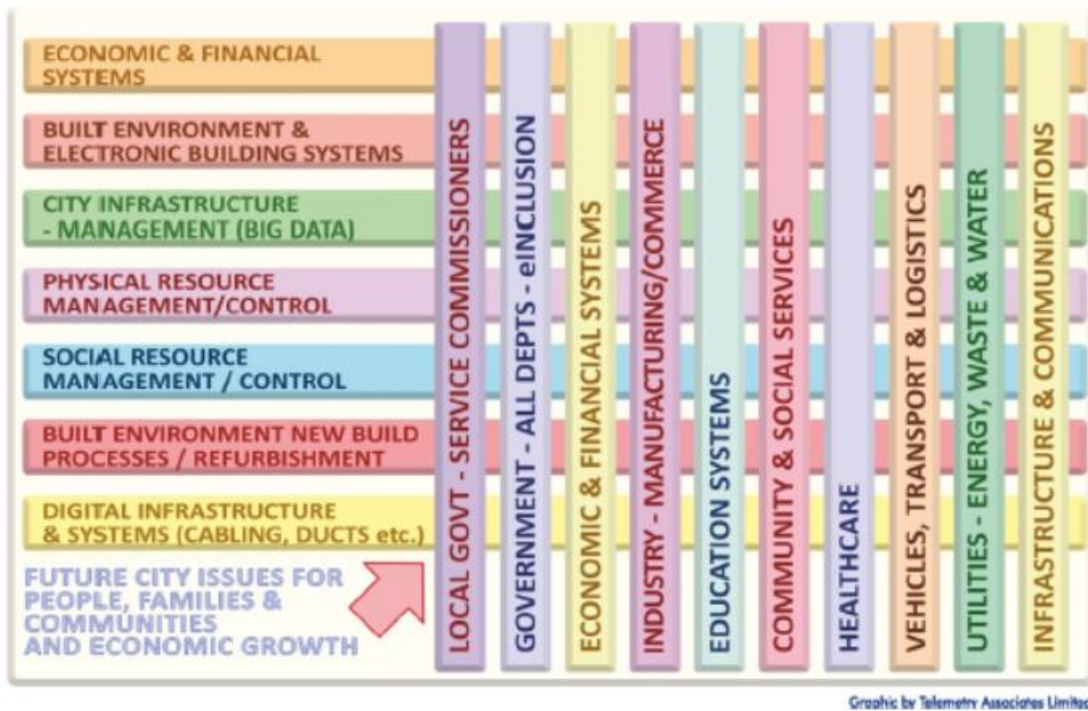 ECONOMIC & FINANCIAL
SYSTEMS
BUILT ENVIRONMENT &
ELECTRONIC BUILDING SYSTEMS
CITY INFRASTRUCTURE
- MANAGEMENT (BIG DATA)
PHYSICAL RESOURCE
MANAGEMENT/CONTROL
SOCIAL RESOURCE
MANAGEMENT / CONTROL
BUILT ENVIRONMENT NEW BUILD
PROCESSES / REFURBISHMENT
DIGITAL INFRASTRUCTURE
& SYSTEMS (CABLING, DUCTS etc.)
FUTURE CITY ISSUES FOR
PEOPLE, FAMILIES &
COMMUNITIES
AND ECONOMIC GROWTH
LOCAL GOVT - SERVICE COMMISSIONERS
GOVERNMENT - ALL DEPTS - eINCLUSION
ECONOMIC & FINANCIAL SYSTEMS
INDUSTRY - MANUFACTURING/COMMERCE
EDUCATION SYSTEMS
COMMUNITY & SOCIAL SERVICES
HEALTHCARE
VEHICLES, TRANSPORT & LOGISTICS
UTILITIES - ENERGY, WASTE & WATER
INFRASTRUCTURE & COMMUNICATIONS
Graphic by Telemetry Associates Limited